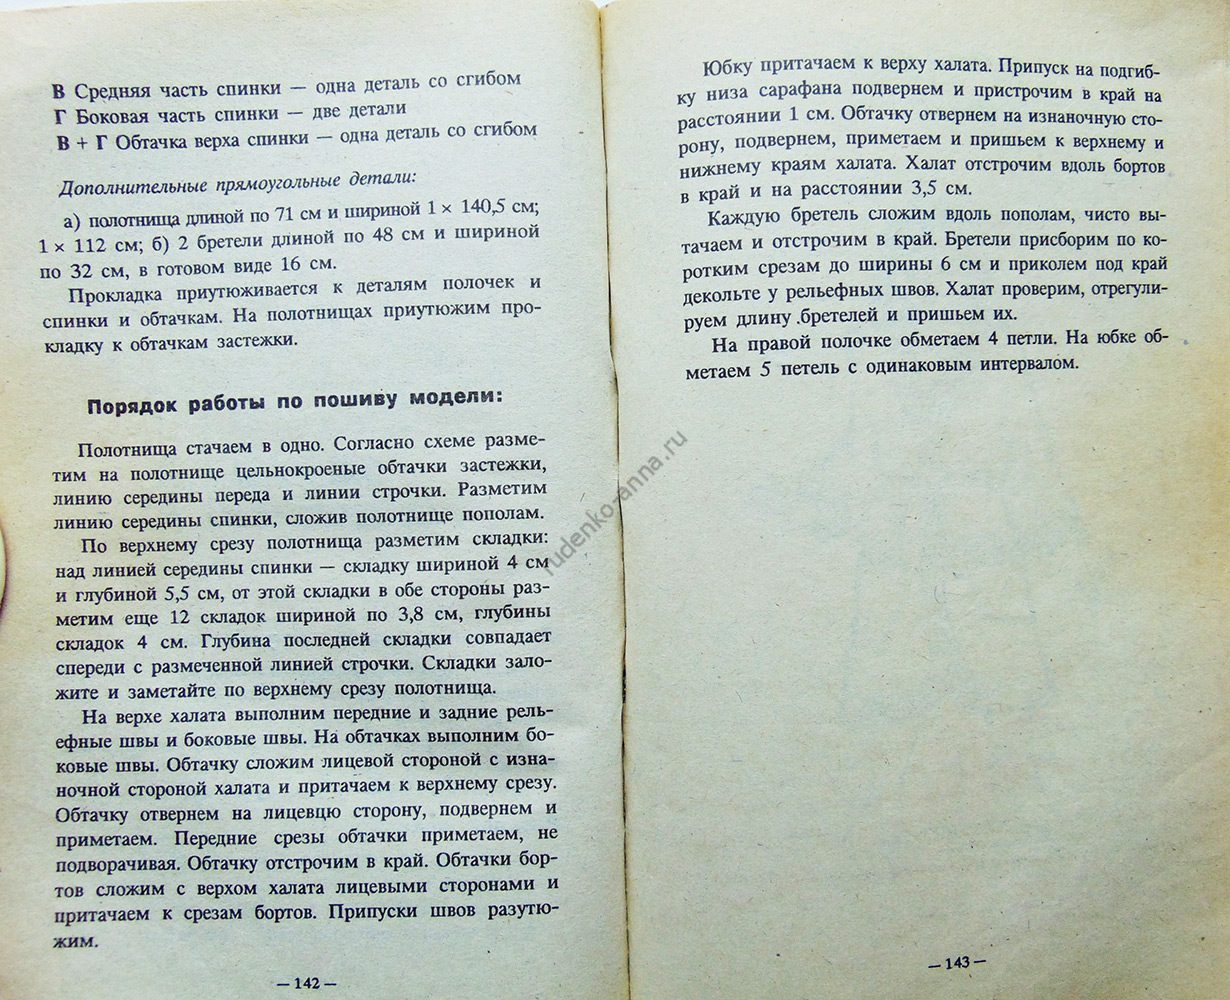 В Средняя часть спинки — одна деталь со сгибом
Г Боковая часть спинки — две детали
В + Г Обтачка верха спинки — одна деталь со сгибом
Дополнительные прямоугольные детали:
а) полотнища длиной по 71 см и шириной 1 × 140,5 см;
1 × 112 см; б) 2 бретели длиной по 48 см и шириной
по 32 см, в готовом виде 16 см.
Прокладка приутюживается к деталям полочек и
спинки и обтачкам. На полотнищах приутюжим про-
кладку к обтачкам застежки.
Порядок работы по пошиву модели:
Полотнища стачаем в одно. Согласно схеме разме-
тим на полотнище цельнокроеные обтачки застежки,
линию середины переда и линии строчки. Разметим
линию середины спинки, сложив полотнище пополам.
По верхнему срезу полотнища разметим складки:
над линией середины спинки — складку шириной 4 см
и глубиной 5,5 см, от этой складки в обе стороны раз-
метим еще 12 складок шириной по 3,8 см, глубины
складок 4 см. Глубина последней складки совпадает
спереди с размеченной линией строчки. Складки зало-
жите и заметайте по верхнему срезу полотнища.
На верхе халата выполним передние и задние рель-
ефные швы и боковые швы. На обтачках выполним бо-
ковые швы. Обтачку сложим лицевой стороной с изна-
ночной стороной халата и притачаем к верхнему срезу.
Обтачку отвернем на лицевцю сторону, подвернем и
приметаем. Передние срезы обтачки приметаем, не
подворачивая. Обтачку отстрочим в край. Обтачки бор-
тов сложим с верхом халата лицевыми сторонами и
притачаем к срезам бортов. Припуски швов разутю-
жим.
— 142 —
Юбку притачаем к верху халата. Припуск на подгиб-
ку низа сарафана подвернем и пристрочим в край на
расстоянии 1 см. Обтачку отвернем на изнаночную сто-
рону, подвернем, приметаем и пришьем к верхнему и
нижнему краям халата. Халат отстрочим вдоль бортов
в край и на расстоянии 3,5 см.
Каждую бретель сложим вдоль пополам, чисто вы-
тачаем и отстрочим в край. Бретели присборим по ко-
ротким срезам до ширины 6 см и приколем под край
декольте у рельефных швов. Халат проверим, отрегули-
руем длину .бретелей и пришьем их.
На правой полочке обметаем 4 петли. На юбке об-
метаем 5 петель с одинаковым интервалом.
— 143 —
rudenko-anna.ru